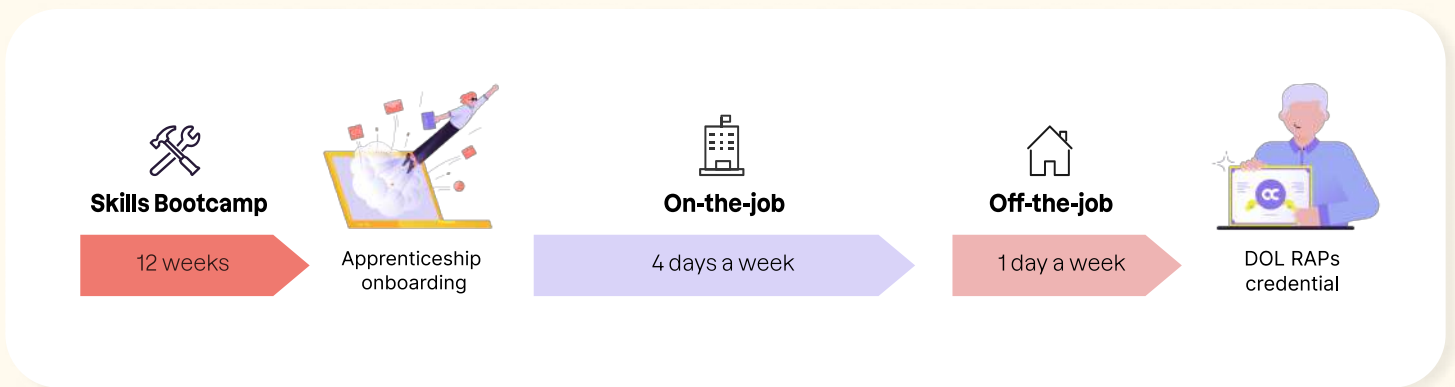 Skills Bootcamp
12 weeks
Apprenticeship
onboarding
On-the-job
4 days a week
Off-the-job
1 day a week
DOL RAPs
credential